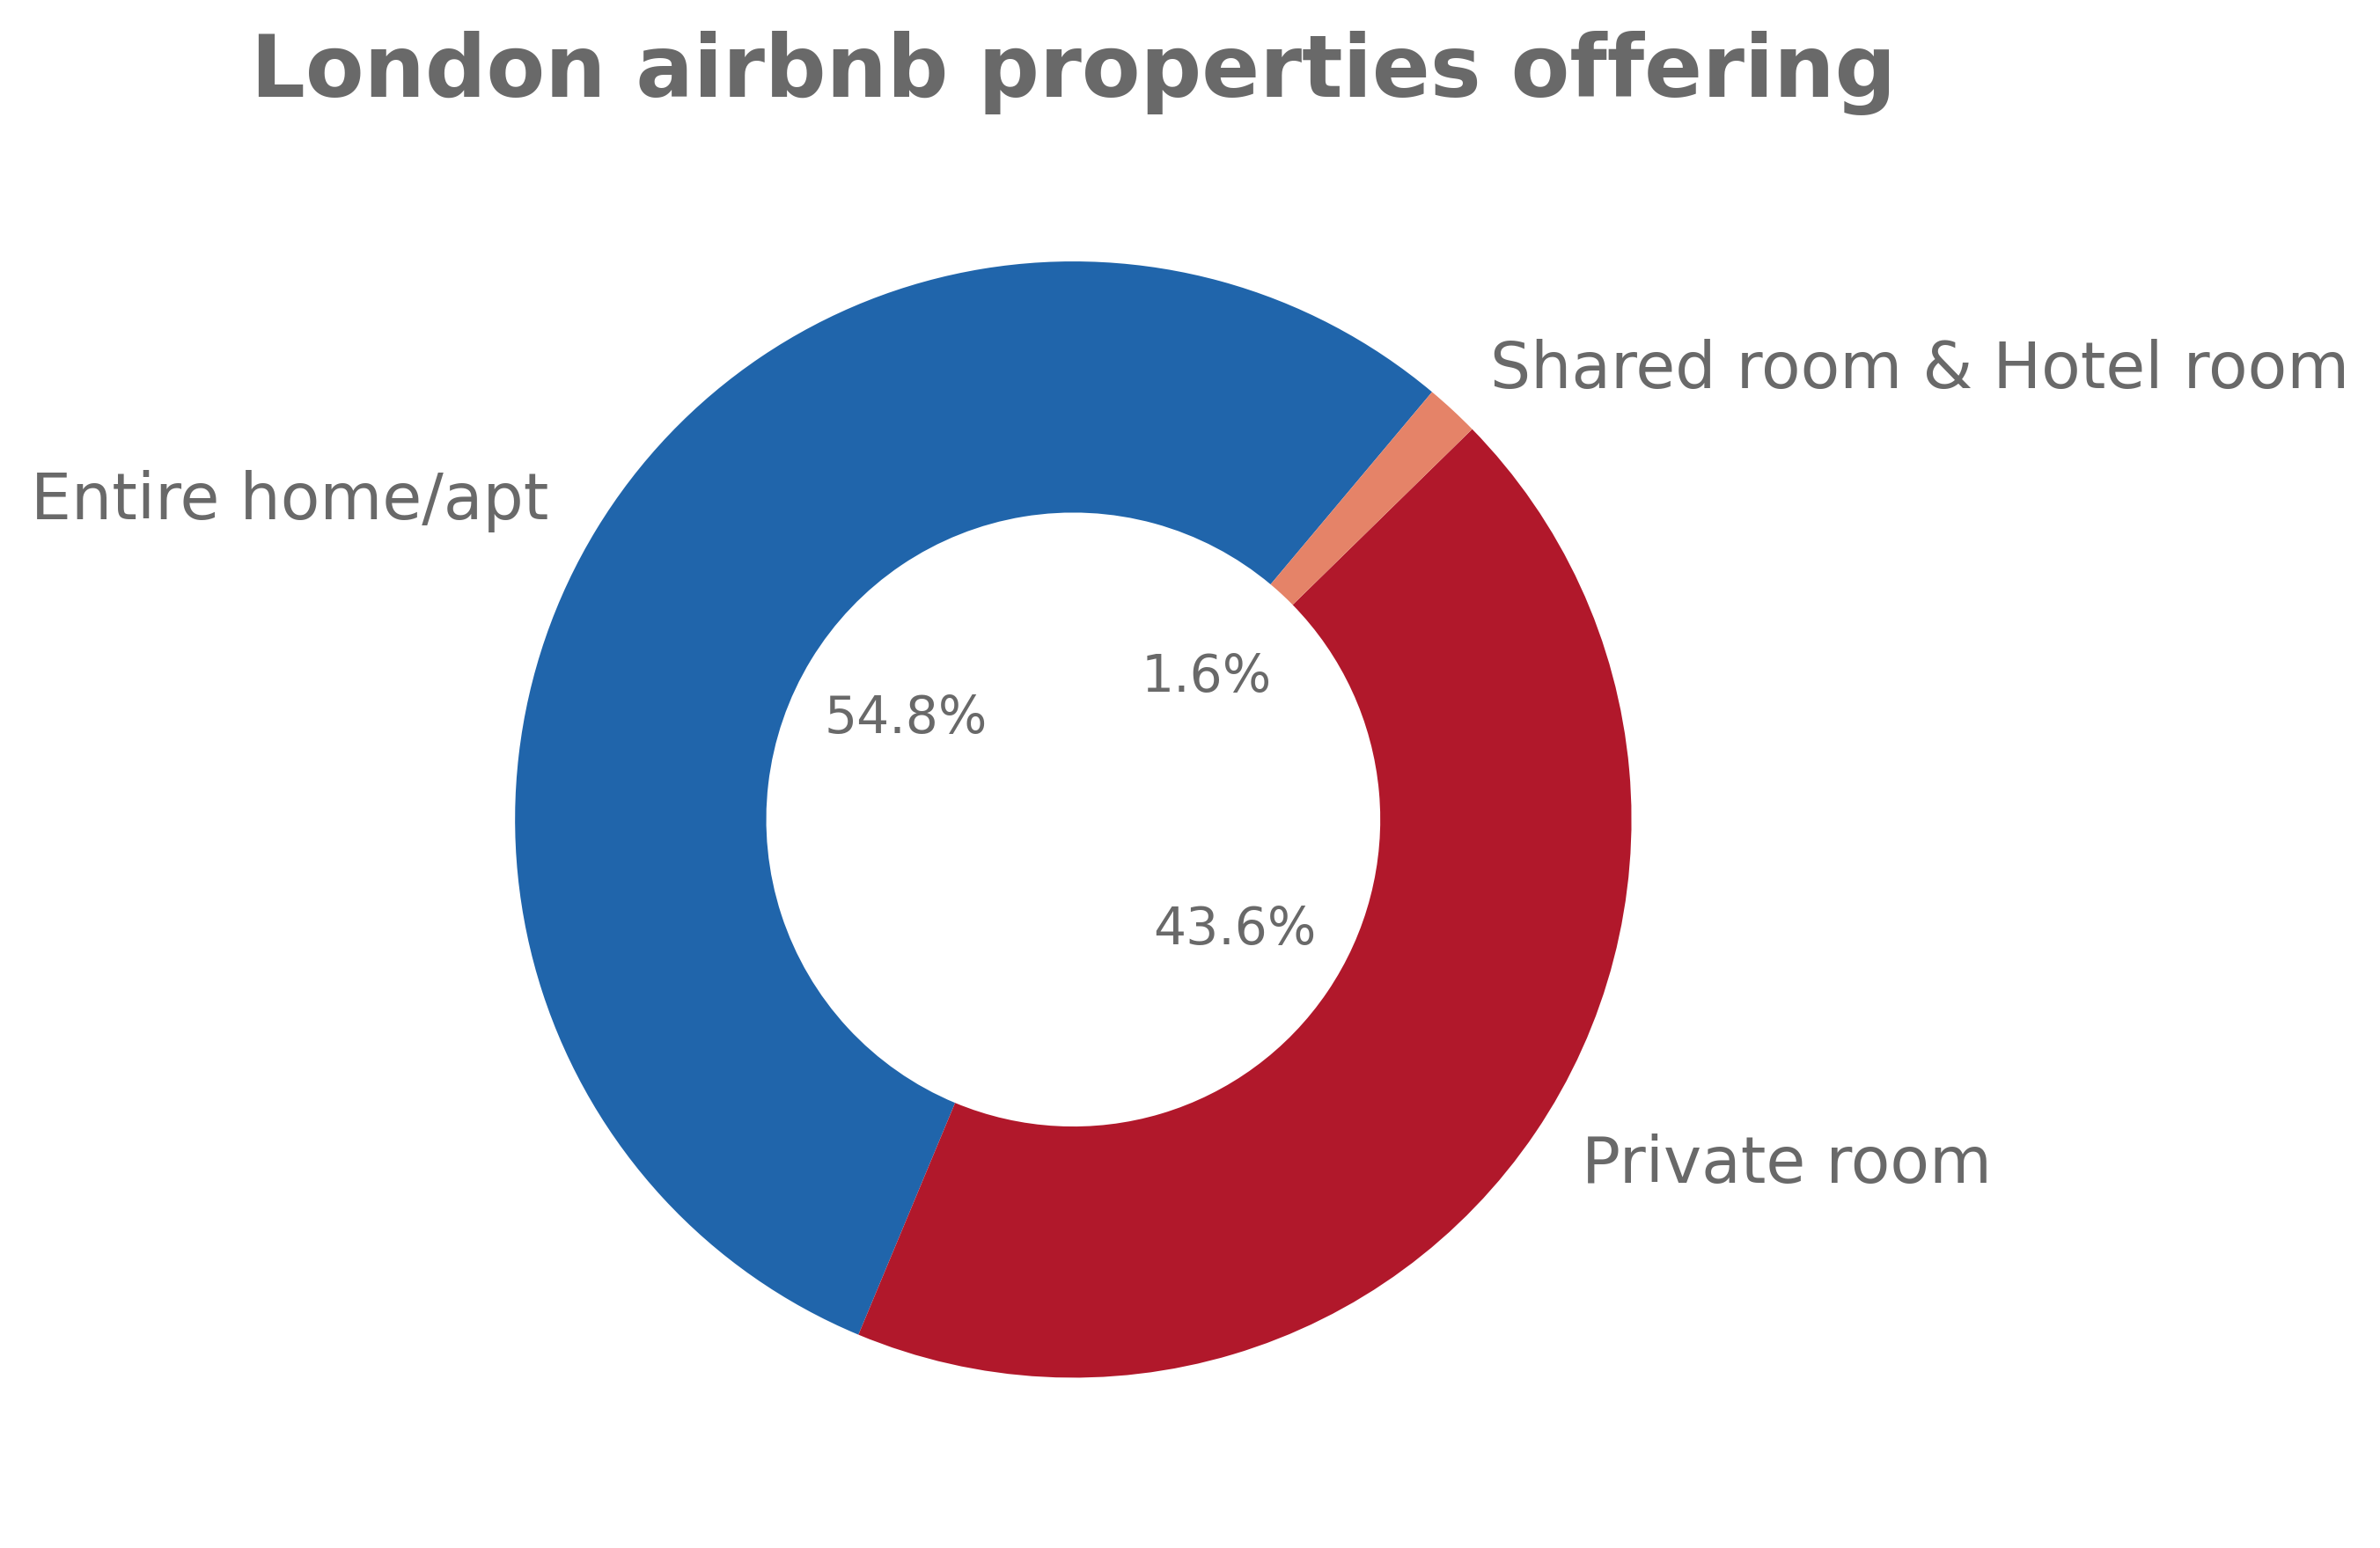 London airbnb properties offering
Shared room & Hotel room
Entire home/apt
1.6%
54.8%
43.6%
Private room